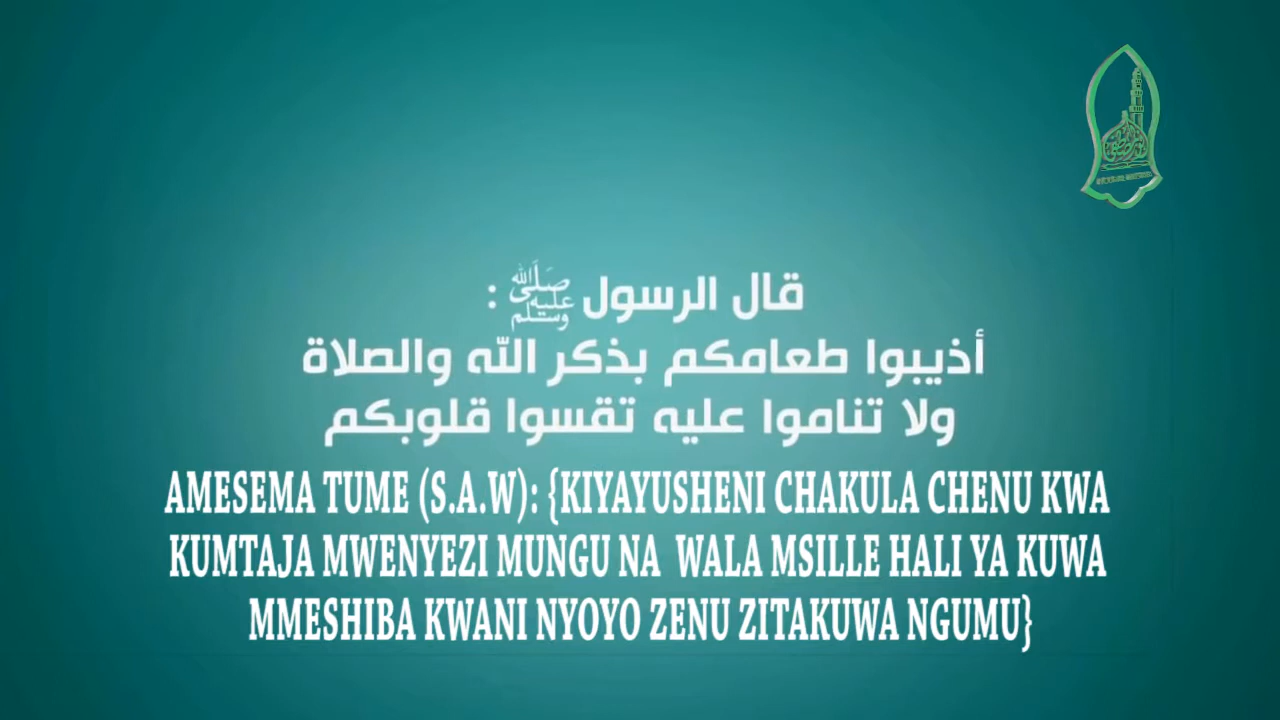 قال الرسول ﷺ :
أذيبوا طعامكم بذكر الله والصلاة
ولا تناموا عليه تقسوا قلوبكم
AMESEMA TUME (S.A.W): {KIYAYUSHENI CHAKULA CHENU KWA
KUMTAJA MWENYEZI MUNGU NA WALA MSILLE HALI YA KUWA
MMESHIBA KWANI NYOYO ZENU ZITAKUWA NGUMU}